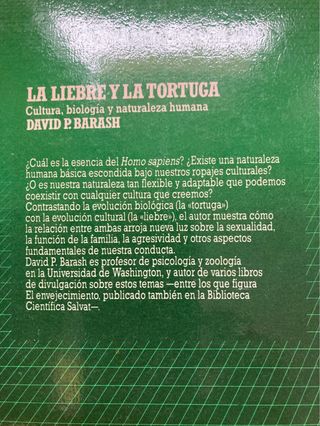 LA LIEBRE Y LA TORTUGA
Cultura, biología y naturaleza humana
DAVID P. BARASH
¿Cuál es la esencia del Homo sapiens? ¿Existe una naturaleza
humana básica escondida bajo nuestros ropajes culturales?
¿O es nuestra naturaleza tan flexible y adaptable que podemos
coexistir con cualquier cultura que creemos?
Contrastando la evolución biológica (la «tortuga»)
con la evolución cultural (la «liebre»), el autor muestra cómo
la relación entre ambas arroja nueva luz sobre la sexualidad,
la función de la familia, la agresividad y otros aspectos
fundamentales de nuestra conducta.
David P. Barash es profesor de psicología y zoología
en la Universidad de Washington, y autor de varios libros
de divulgación sobre estos temas —entre los que figura
El envejecimiento, publicado también en la Biblioteca
Científica Salvat—.